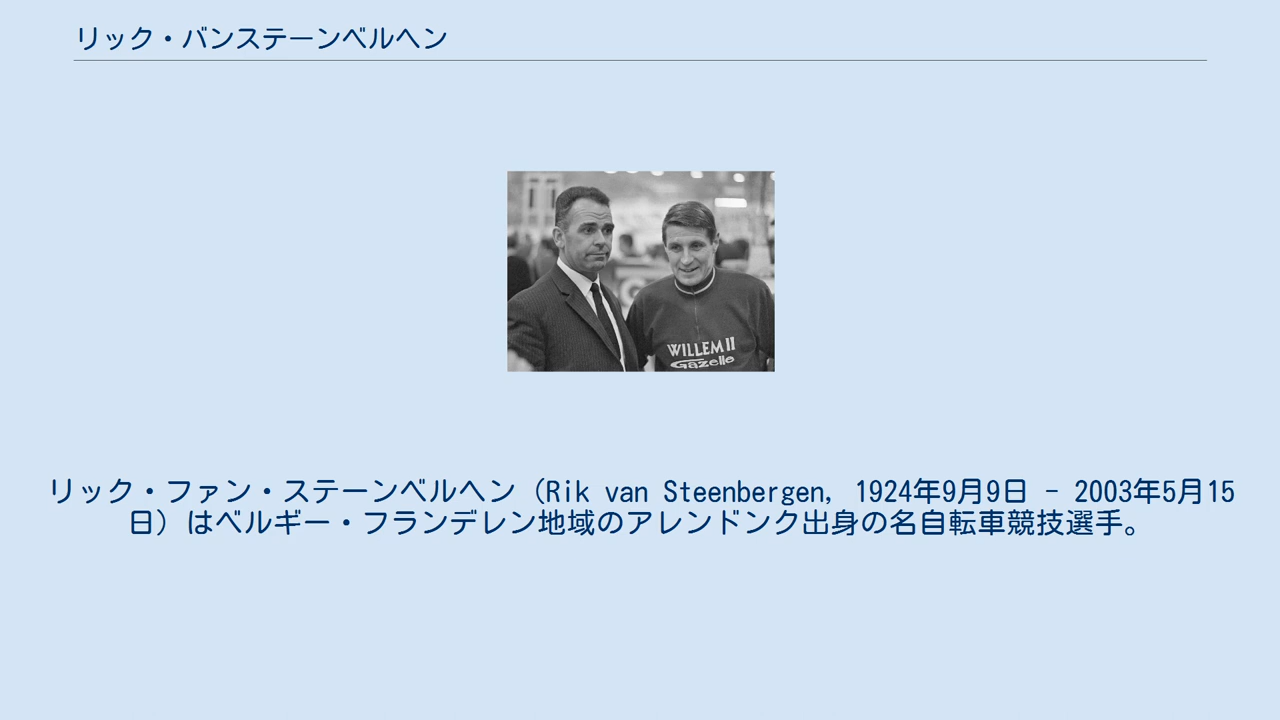 リック・バンステーンベルヘン
WILLEM II
Gazelle
リック・ファン・ステーンベルヘン（Rik van Steenbergen, 1924年9月9日 - 2003年5月15
日）はベルギー・フランデレン地域のアレンドンク出身の名自転車競技選手。